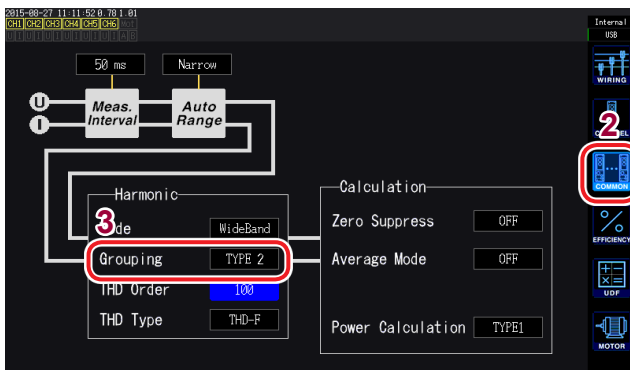 2015-08-27 11:11:52 0.78 1.01
CH1 CH2 CH3 CH4 CH5 CH6
U I U I U I U I U I U I A B
Internal
USB
50 ms
Narrow
U
I
Meas.
Interval
Auto
Range
WIRING
2
3
COMMON
Harmonic
WideBand
Grouping
TYPE 2
THD Order
100
THD Type
THD-F
Calculation
Zero Suppress
OFF
Average Mode
OFF
Power Calculation
TYPE1
EFFICIENCY
UDF
MOTOR